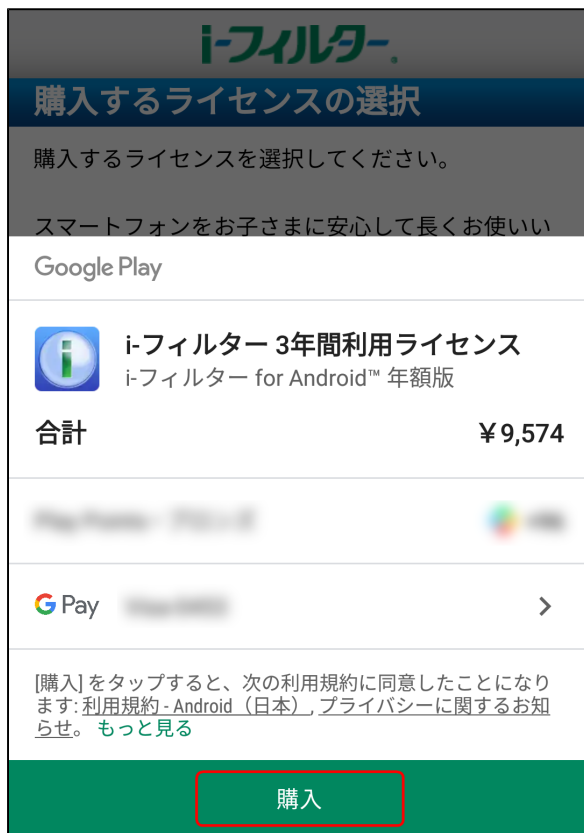 i-フィルター®
購入するライセンスの選択
購入するライセンスを選択してください。
スマートフォンをお子さまに安心して長くお使いい
Google Play
i-フィルター 3年間利用ライセンス
i-フィルター for Android™ 年額版
合計 ¥9,574
G Pay
[購入] をタップすると、次の利用規約に同意したことになり
ます: 利用規約 - Android（日本）, プライバシーに関するお知
らせ。 もっと見る
購入